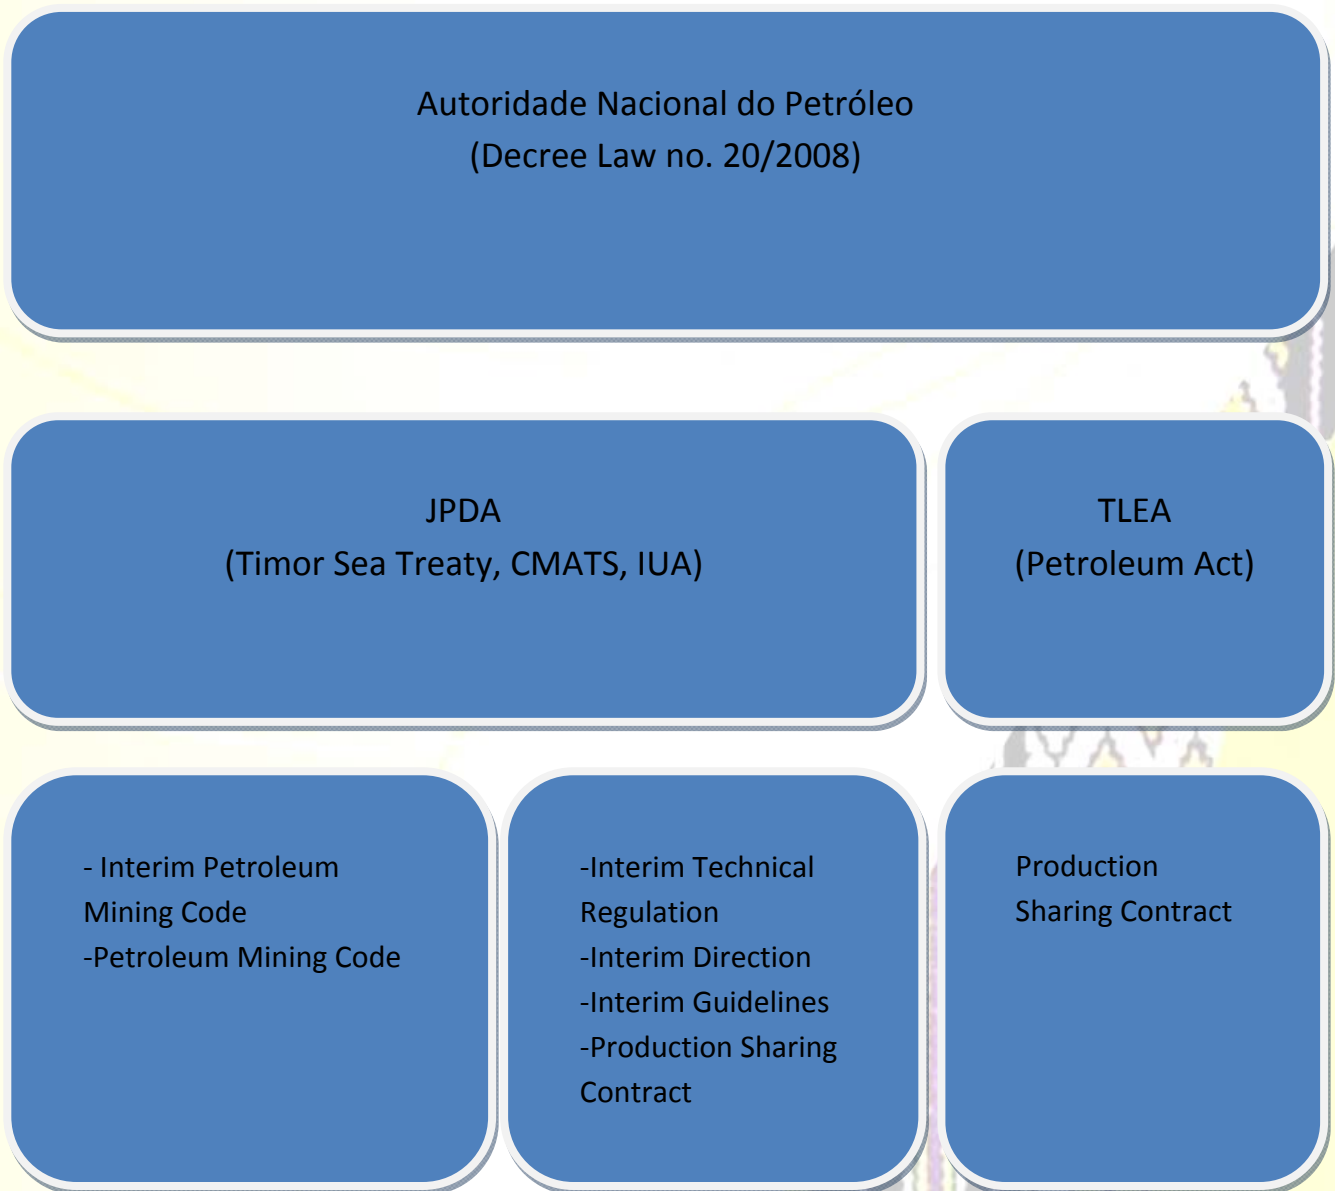 Autoridade Nacional do Petróleo
(Decree Law no. 20/2008)
JPDA
(Timor Sea Treaty, CMATS, IUA)
TLEA
(Petroleum Act)
- Interim Petroleum
Mining Code
-Petroleum Mining Code
-Interim Technical
Regulation
-Interim Direction
-Interim Guidelines
-Production Sharing
Contract
Production
Sharing Contract